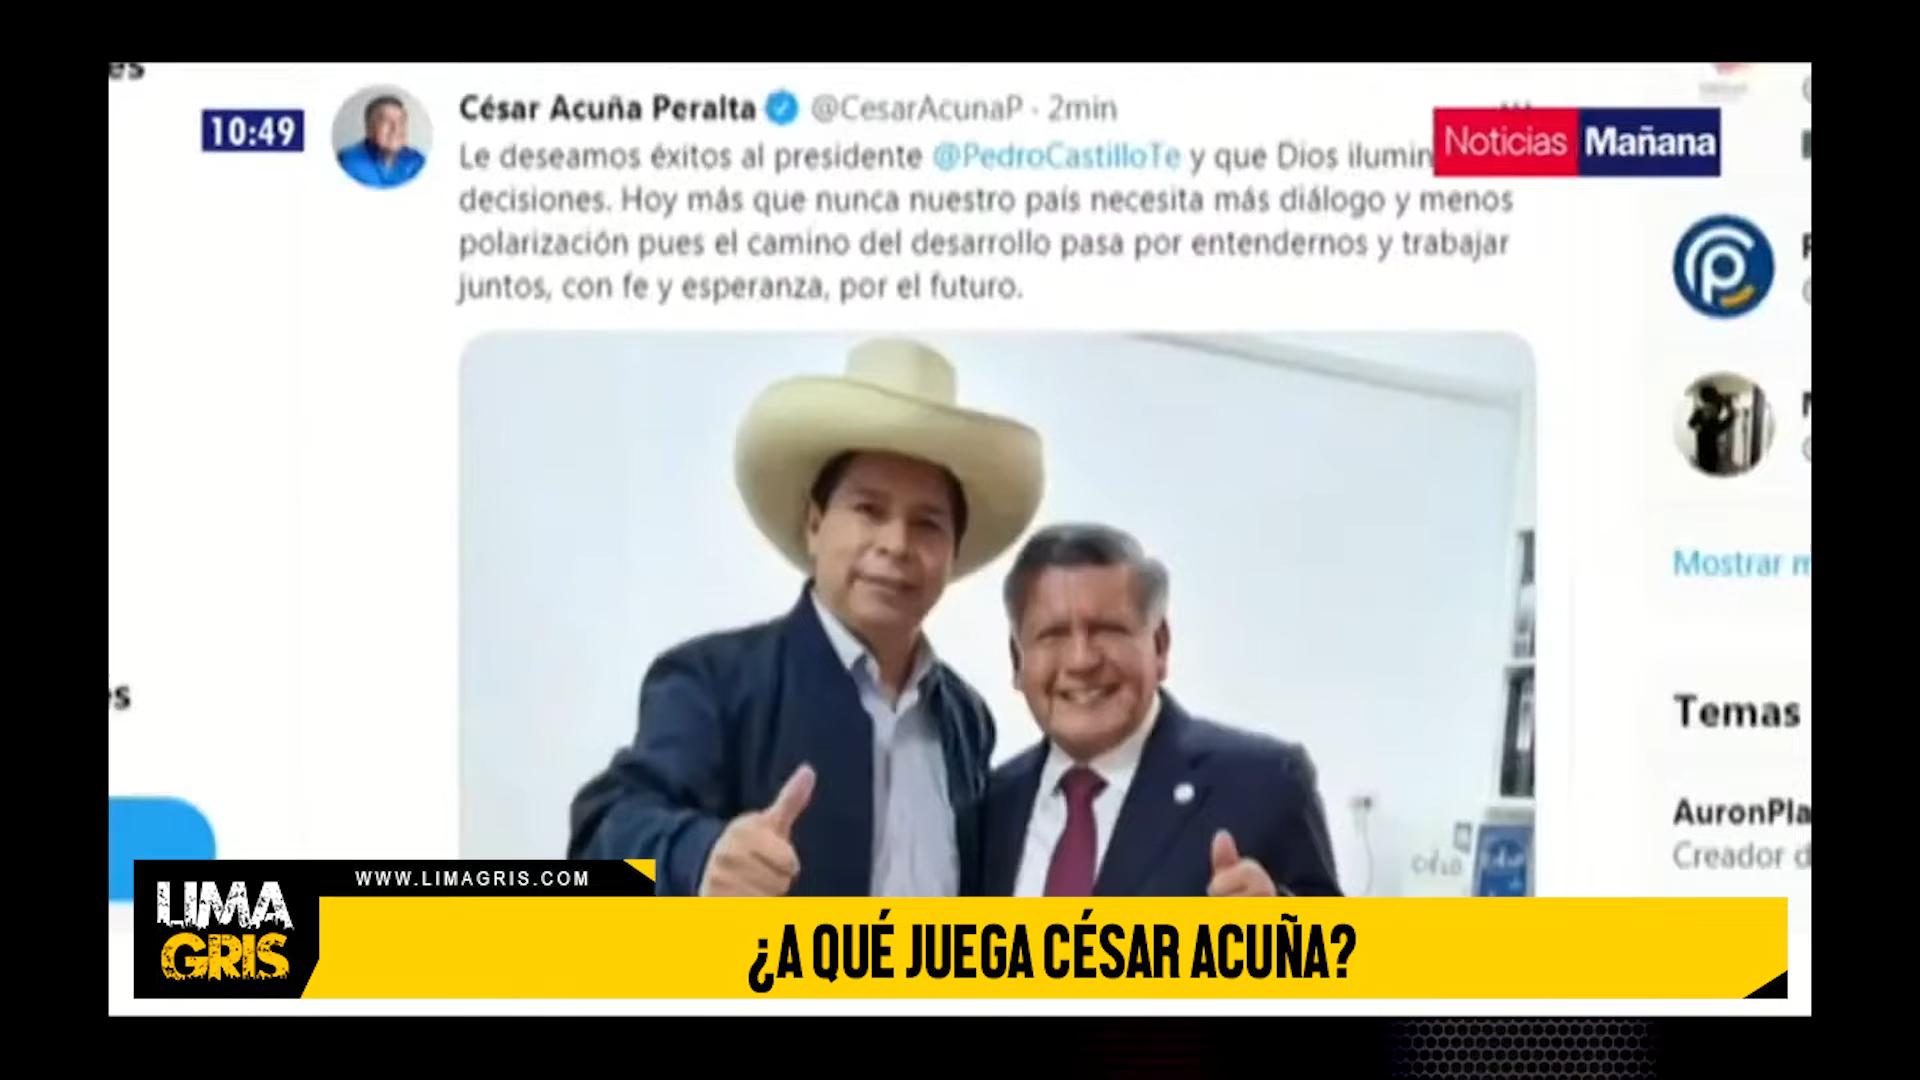 10:49
César Acuña Peralta @CesarAcunaP · 2min
Noticias Mañana
Le deseamos éxitos al presidente @PedroCastilloTe y que Dios ilumin
decisiones. Hoy más que nunca nuestro país necesita más diálogo y menos
polarización pues el camino del desarrollo pasa por entendernos y trabajar
juntos, con fe y esperanza, por el futuro.
Mostrar m
Temas
AuronPla
Creador d
WWW.LIMAGRIS.COM
LIMA
GRIS
¿A QUÉ JUEGA CÉSAR ACUÑA?